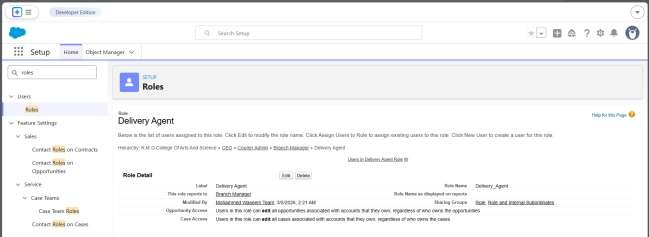 Developer Edition
Search Setup
Setup
Home
Object Manager
roles
Users
Roles
Feature Settings
Sales
Contact Roles on Contracts
Contact Roles on
Opportunities
Service
Case Teams
Case Team Roles
Contact Roles on Cases
SETUP
Roles
Role
Delivery Agent
Help for this Page
Below is the list of users assigned to this role. Click Edit to modify the role name. Click Assign Users to Role to assign existing users to this role. Click New User to create a user for this role.
Hierarchy: N.M.G College Of Arts And Science » CEO » Courier Admin » Branch Manager » Delivery Agent
Users in Delivery Agent Role
Role Detail
Edit Delete
Label Delivery Agent Role Name Delivery_Agent
This role reports to Branch Manager Role Name as displayed on reports
Modified By Mohammed Waseem Team, 3/9/2026, 2:21 AM Sharing Groups Role, Role and Internal Subordinates
Opportunity Access Users in this role can edit all opportunities associated with accounts that they own, regardless of who owns the opportunities
Case Access Users in this role can edit all cases associated with accounts that they own, regardless of who owns the cases